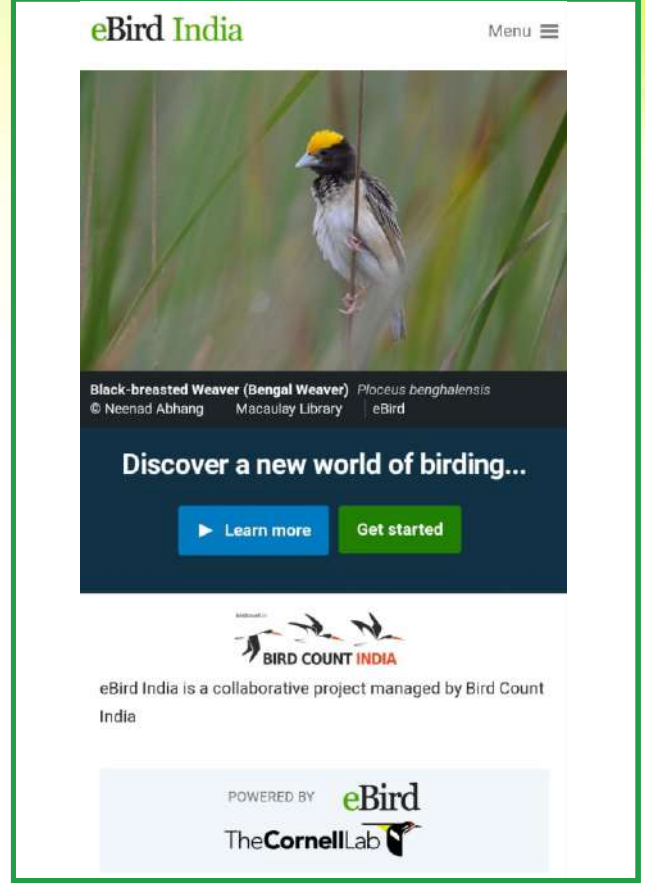 eBird India
Menu
Black-breasted Weaver (Bengal Weaver) Ploceus benghalensis
© Neenad Abhang Macaulay Library eBird
Discover a new world of birding...
Learn more Get started
BIRD COUNT INDIA
eBird India is a collaborative project managed by Bird Count
India
POWERED BY eBird
TheCornellLab